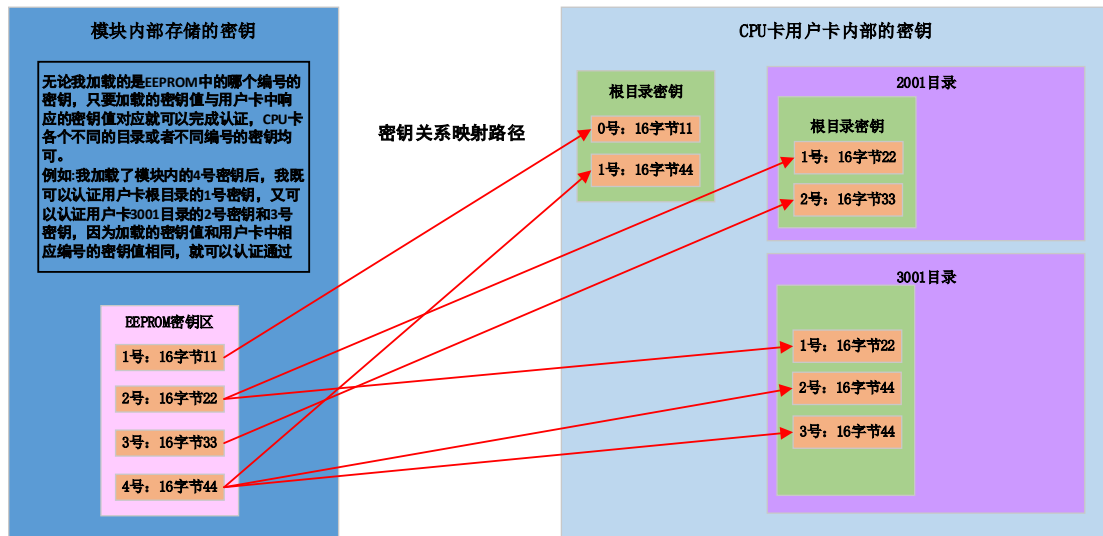 模块内部存储的密钥
无论我加载的是EEPROM中的哪个编号的
密钥，只要加载的密钥值与用户卡中响
应的密钥值对应就可以完成认证，CPU卡
各个不同的目录或者不同编号的密钥均
可。
例如:我加载了模块内的4号密钥后，我既
可以认证用户卡根目录的1号密钥，又可
以认证用户卡3001目录的2号密钥和3号
密钥，因为加载的密钥值和用户卡中相
应编号的密钥值相同，就可以认证通过
EEPROM密钥区
1号：16字节11
2号：16字节22
3号：16字节33
4号：16字节44
密钥关系映射路径
CPU卡用户卡内部的密钥
根目录密钥
0号：16字节11
1号：16字节44
2001目录
根目录密钥
1号：16字节22
2号：16字节33
3001目录
1号：16字节22
2号：16字节44
3号：16字节44